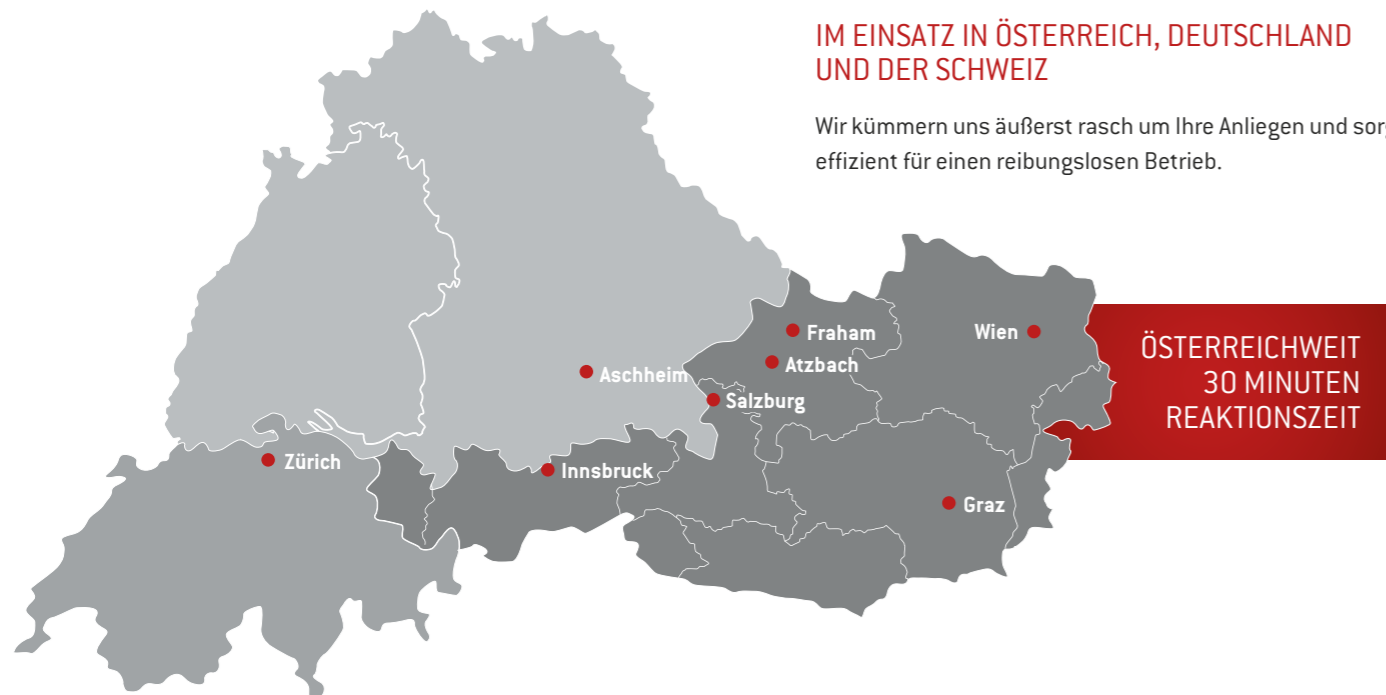 IM EINSATZ IN ÖSTERREICH, DEUTSCHLAND
UND DER SCHWEIZ
Wir kümmern uns äußerst rasch um Ihre Anliegen und
effizient für einen reibungslosen Betrieb.
Fraham
Wien
Atzbach
Aschheim
Salzburg
Zürich
Innsbruck
Graz
ÖSTERREICHWEIT
30 MINUTEN
REAKTIONSZEIT